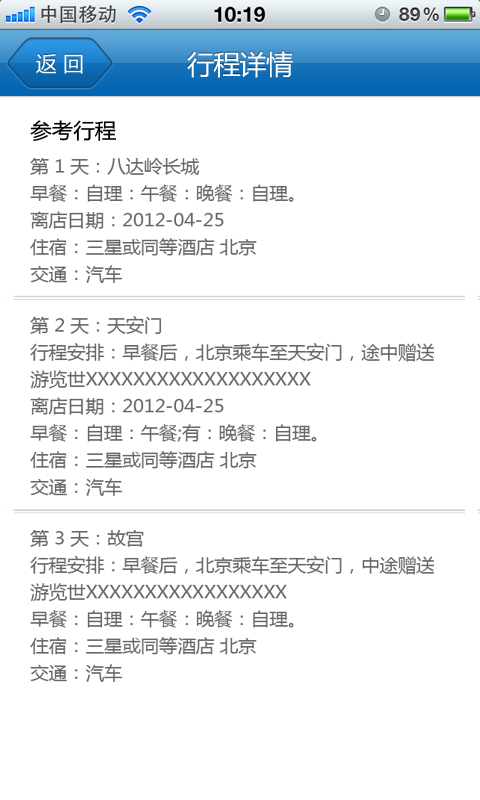 中国移动 10:19 89%
返回 行程详情
参考行程
第 1 天：八达岭长城
早餐：自理：午餐：晚餐：自理。
离店日期：2012-04-25
住宿：三星或同等酒店 北京
交通：汽车
第 2 天：天安门
行程安排：早餐后，北京乘车至天安门，途中赠送
游览世XXXXXXXXXXXXXXXXXXX
离店日期：2012-04-25
早餐：自理：午餐;有：晚餐：自理。
住宿：三星或同等酒店 北京
交通：汽车
第 3 天：故宫
行程安排：早餐后，北京乘车至天安门，中途赠送
游览世XXXXXXXXXXXXXXXXX
早餐：自理：午餐：晚餐：自理。
住宿：三星或同等酒店 北京
交通：汽车